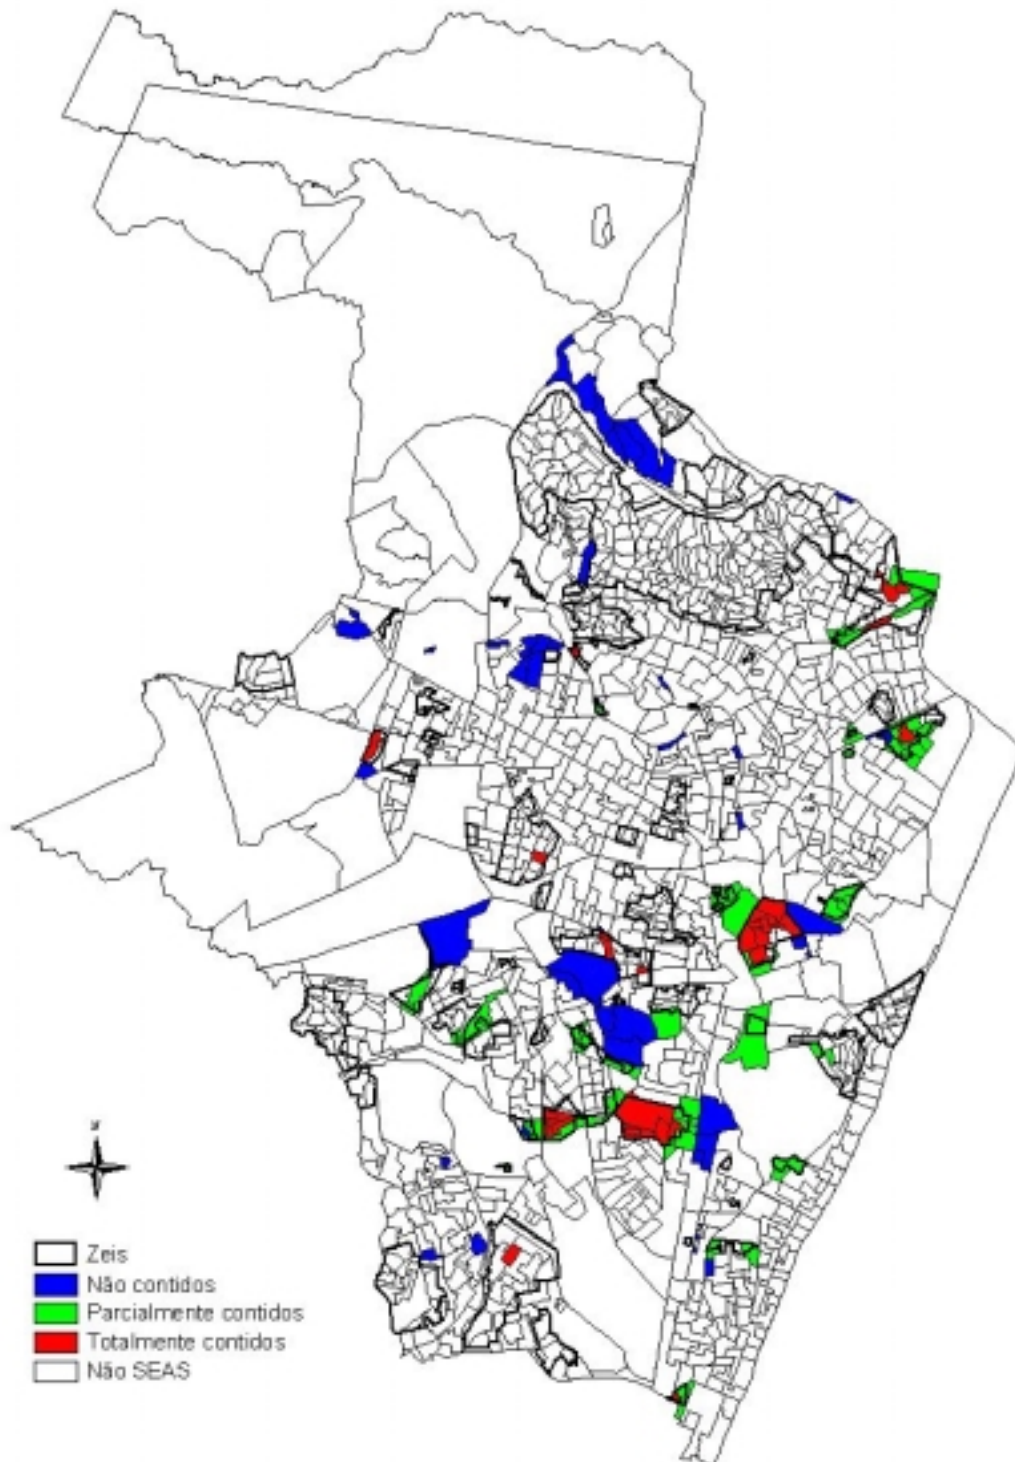 N
Zeis
Não contidos
Parcialmente contidos
Totalmente contidos
Não SEAS